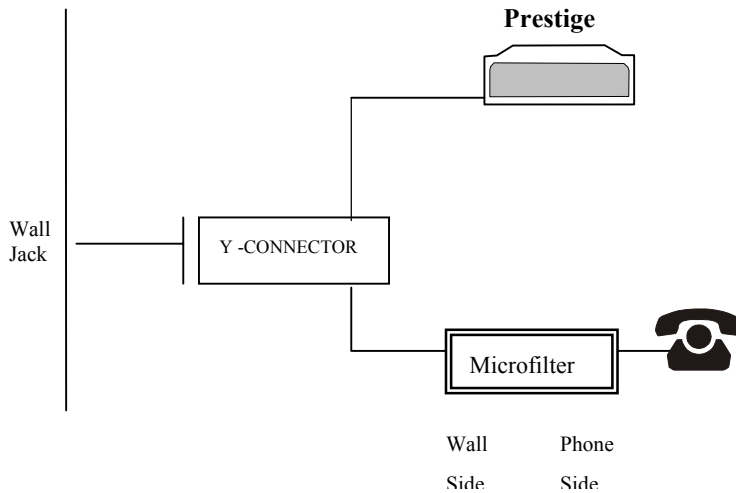 Prestige
Wall
Jack
Y -CONNECTOR
Microfilter
Wall Phone
Side Side